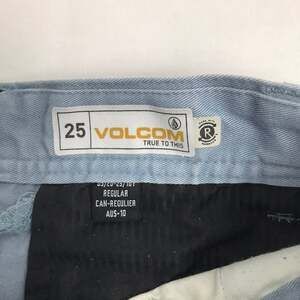 25
VOLCOM
TRUE TO THIS
R
REGULAR
CAN-REGULIER
AUS-10